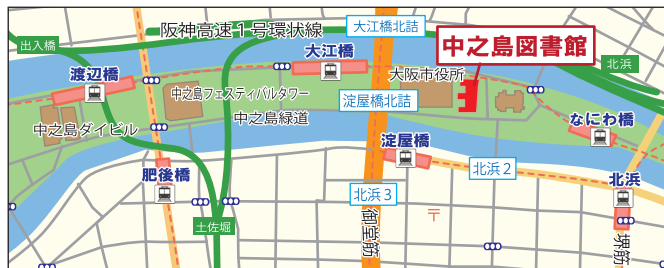 阪神高速1号環状線
大江橋北詰
中之島図書館
出入橋
大江橋
北浜
渡辺橋
大阪市役所
中之島フェスティバルタワー
淀屋橋北詰
中之島ダイビル
中之島緑道
なにわ橋
淀屋橋
肥後橋
北浜2
北浜
北浜3
土佐堀
御堂筋
〒
堺筋